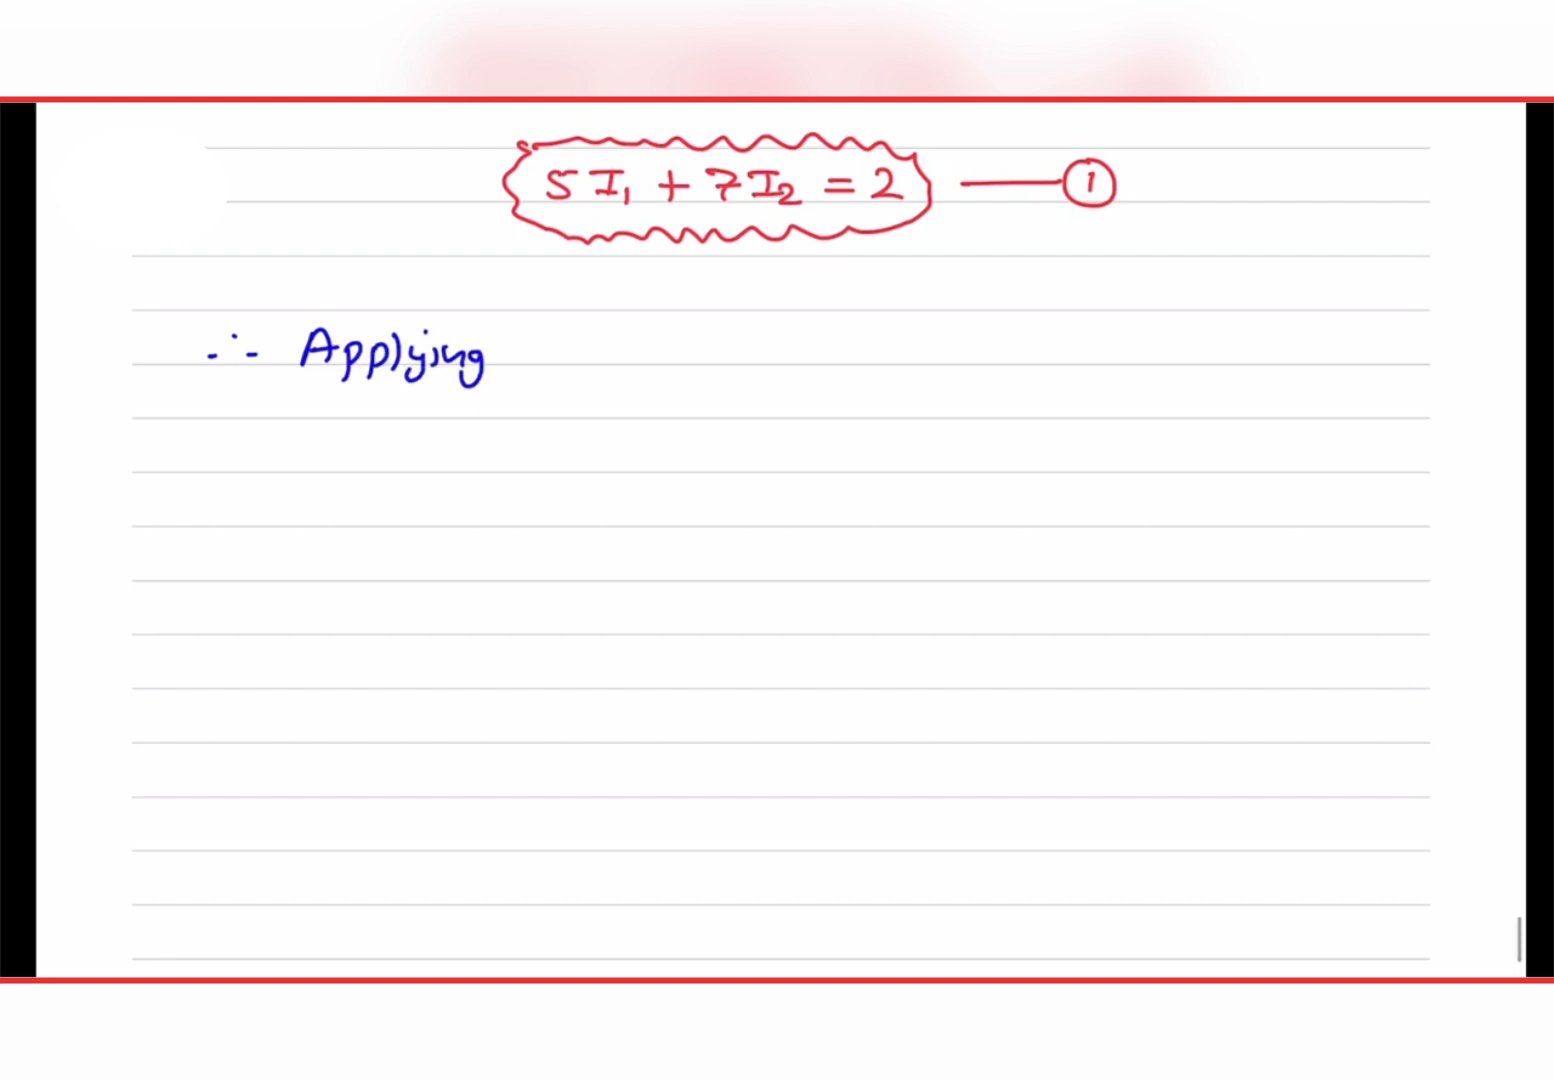 5I₁ + 7I₂ = 2 —— ①
∴ Applying